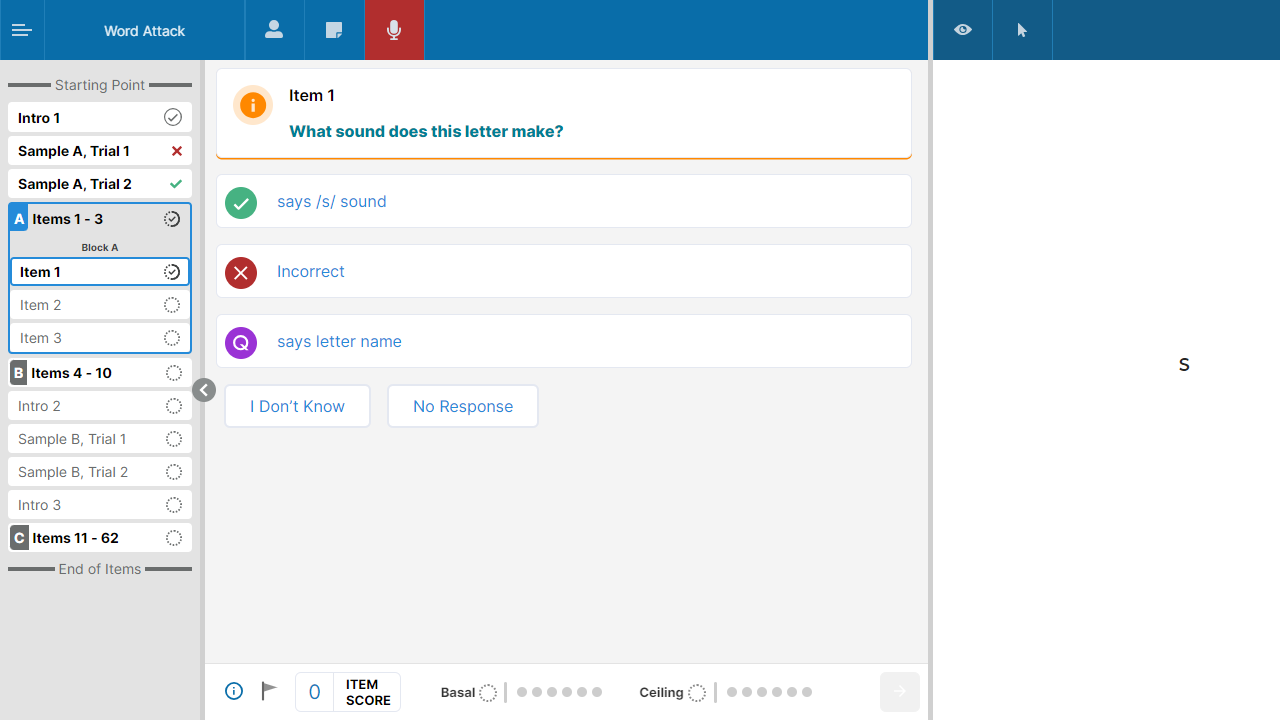 Word Attack
Starting Point
Intro 1
Sample A, Trial 1
Sample A, Trial 2
A Items 1 - 3
Block A
Item 1
Item 2
Item 3
B Items 4 - 10
Intro 2
Sample B, Trial 1
Sample B, Trial 2
Intro 3
C Items 11 - 62
End of Items
Item 1
What sound does this letter make?
says /s/ sound
Incorrect
Q says letter name
I Don’t Know
No Response
0 ITEM SCORE
Basal
Ceiling
s